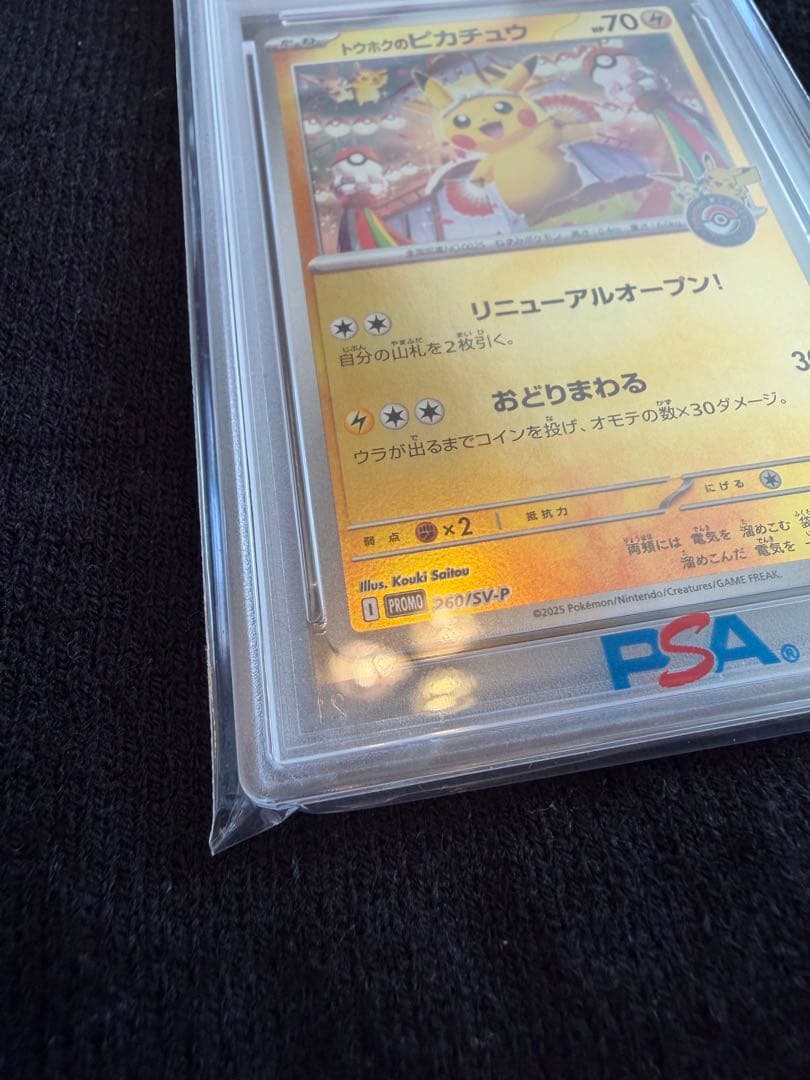 たね トウホクのピカチュウ HP70
リニューアルオープン!
自分の山札を2枚引く。
おどりまわる 30
ウラが出るまでコインを投げ、オモテの数×30ダメージ。
弱点 ×2 抵抗力 にげる
両頬には 電気を 溜めこむ
溜めこんだ 電気を
Illus. Kouki Saitou
I PROMO 260/SV-P
©2025 Pokémon/Nintendo/Creatures/GAME FREAK.
PSA®